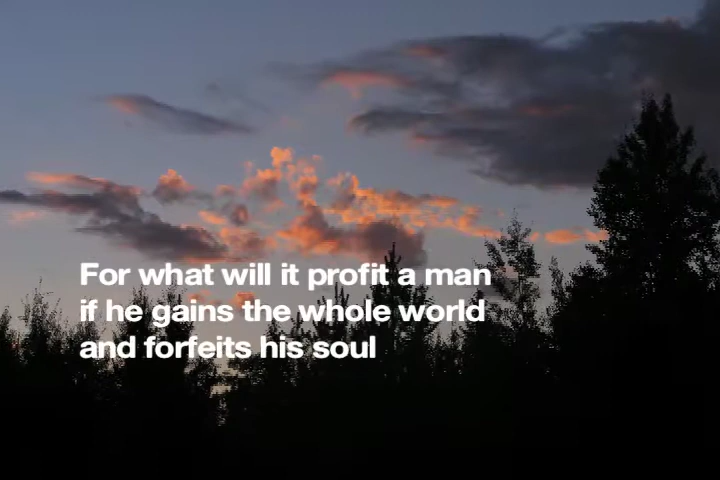 For what will it profit a man
if he gains the whole world
and forfeits his soul